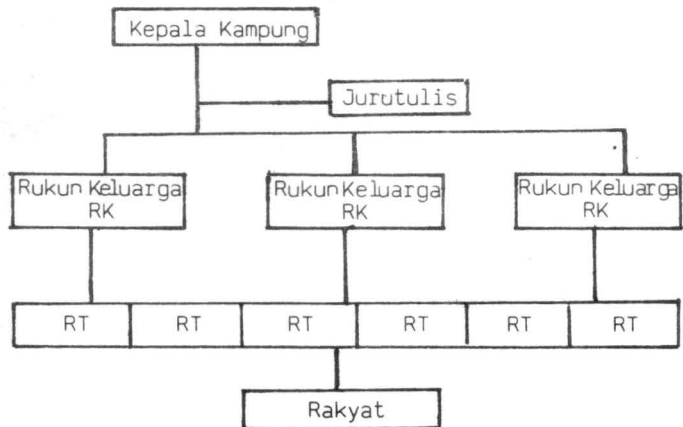 Kepala Kampung
Jurutulis
Rukun Keluarga
RK
Rukun Keluarga
RK
Rukun Keluarga
RK
RT RT RT RT RT RT
Rakyat